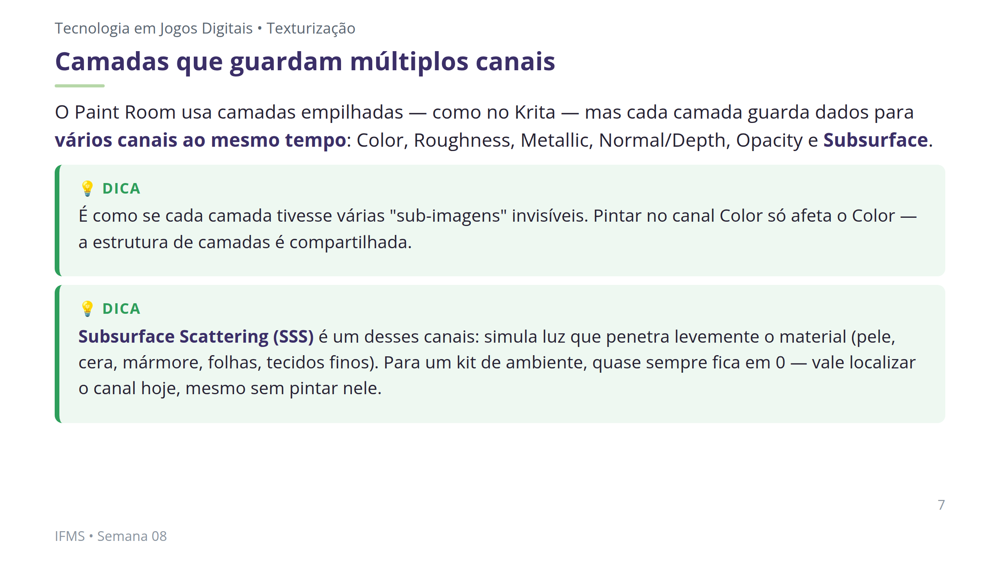 Tecnologia em Jogos Digitais • Texturização
Camadas que guardam múltiplos canais
O Paint Room usa camadas empilhadas — como no Krita — mas cada camada guarda dados para
vários canais ao mesmo tempo: Color, Roughness, Metallic, Normal/Depth, Opacity e Subsurface.
💡 DICA
É como se cada camada tivesse várias "sub-imagens" invisíveis. Pintar no canal Color só afeta o Color —
a estrutura de camadas é compartilhada.
💡 DICA
Subsurface Scattering (SSS) é um desses canais: simula luz que penetra levemente o material (pele,
cera, mármore, folhas, tecidos finos). Para um kit de ambiente, quase sempre fica em 0 — vale localizar
o canal hoje, mesmo sem pintar nele.
7
IFMS • Semana 08